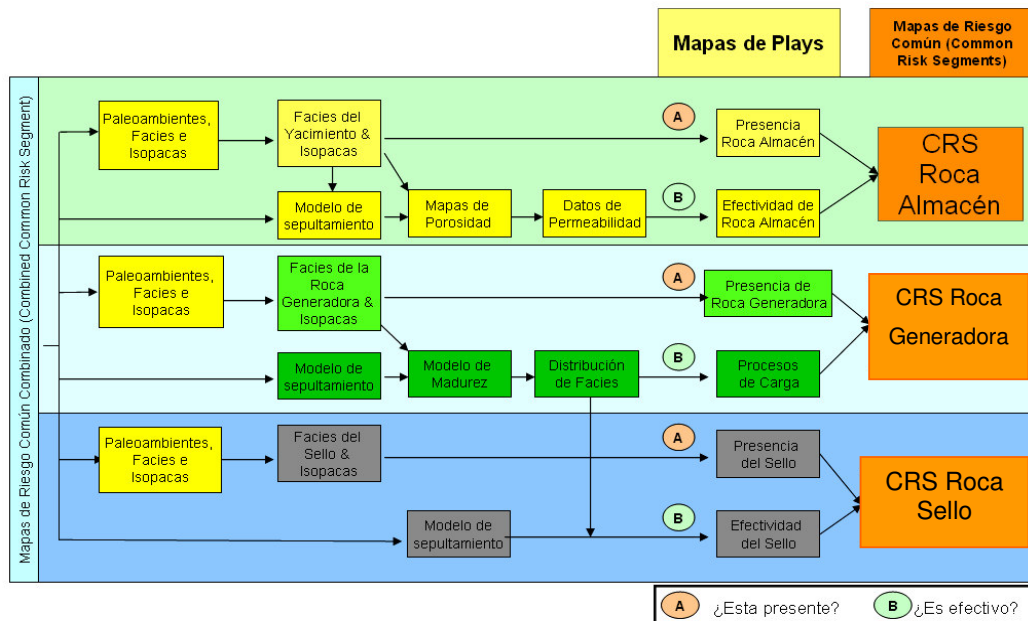 Mapas de Plays
Mapas de Riesgo
Común (Common
Risk Segments)
Mapas de Riesgo Común Combinado (Combined Common Risk Segment)
Paleoambientes,
Facies e
Isopacas
Facies del
Yacimiento &
Isopacas
A
Presencia
Roca Almacén
CRS
Roca
Almacén
Modelo de
sepultamiento
Mapas de
Porosidad
Datos de
Permeabilidad
B
Efectividad de
Roca Almacén
Paleoambientes,
Facies e
Isopacas
Facies de la
Roca
Generadora &
Isopacas
A
Presencia de
Roca Generadora
CRS Roca
Generadora
Modelo de
sepultamiento
Modelo de
Madurez
Distribución
de Facies
B
Procesos
de Carga
Paleoambientes,
Facies e
Isopacas
Facies del
Sello &
Isopacas
A
Presencia
del Sello
CRS Roca
Sello
Modelo de
sepultamiento
B
Efectividad
del Sello
A ¿Esta presente? B ¿Es efectivo?